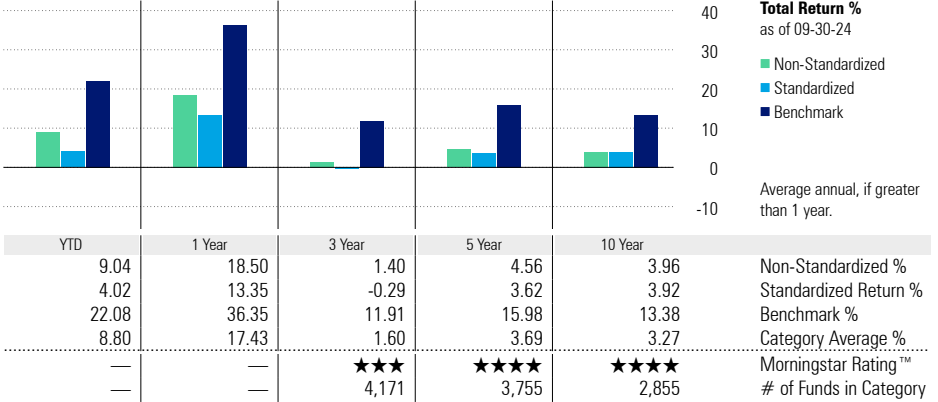 Total Return %
as of 09-30-24
Non-Standardized
Standardized
Benchmark
Average annual, if greater
than 1 year.
40
30
20
10
0
-10
YTD 1 Year 3 Year 5 Year 10 Year
9.04 18.50 1.40 4.56 3.96 Non-Standardized %
4.02 13.35 -0.29 3.62 3.92 Standardized Return %
22.08 36.35 11.91 15.98 13.38 Benchmark %
8.80 17.43 1.60 3.69 3.27 Category Average %
— — ★★★ ★★★★ ★★★★ Morningstar Rating™
— — 4,171 3,755 2,855 # of Funds in Category